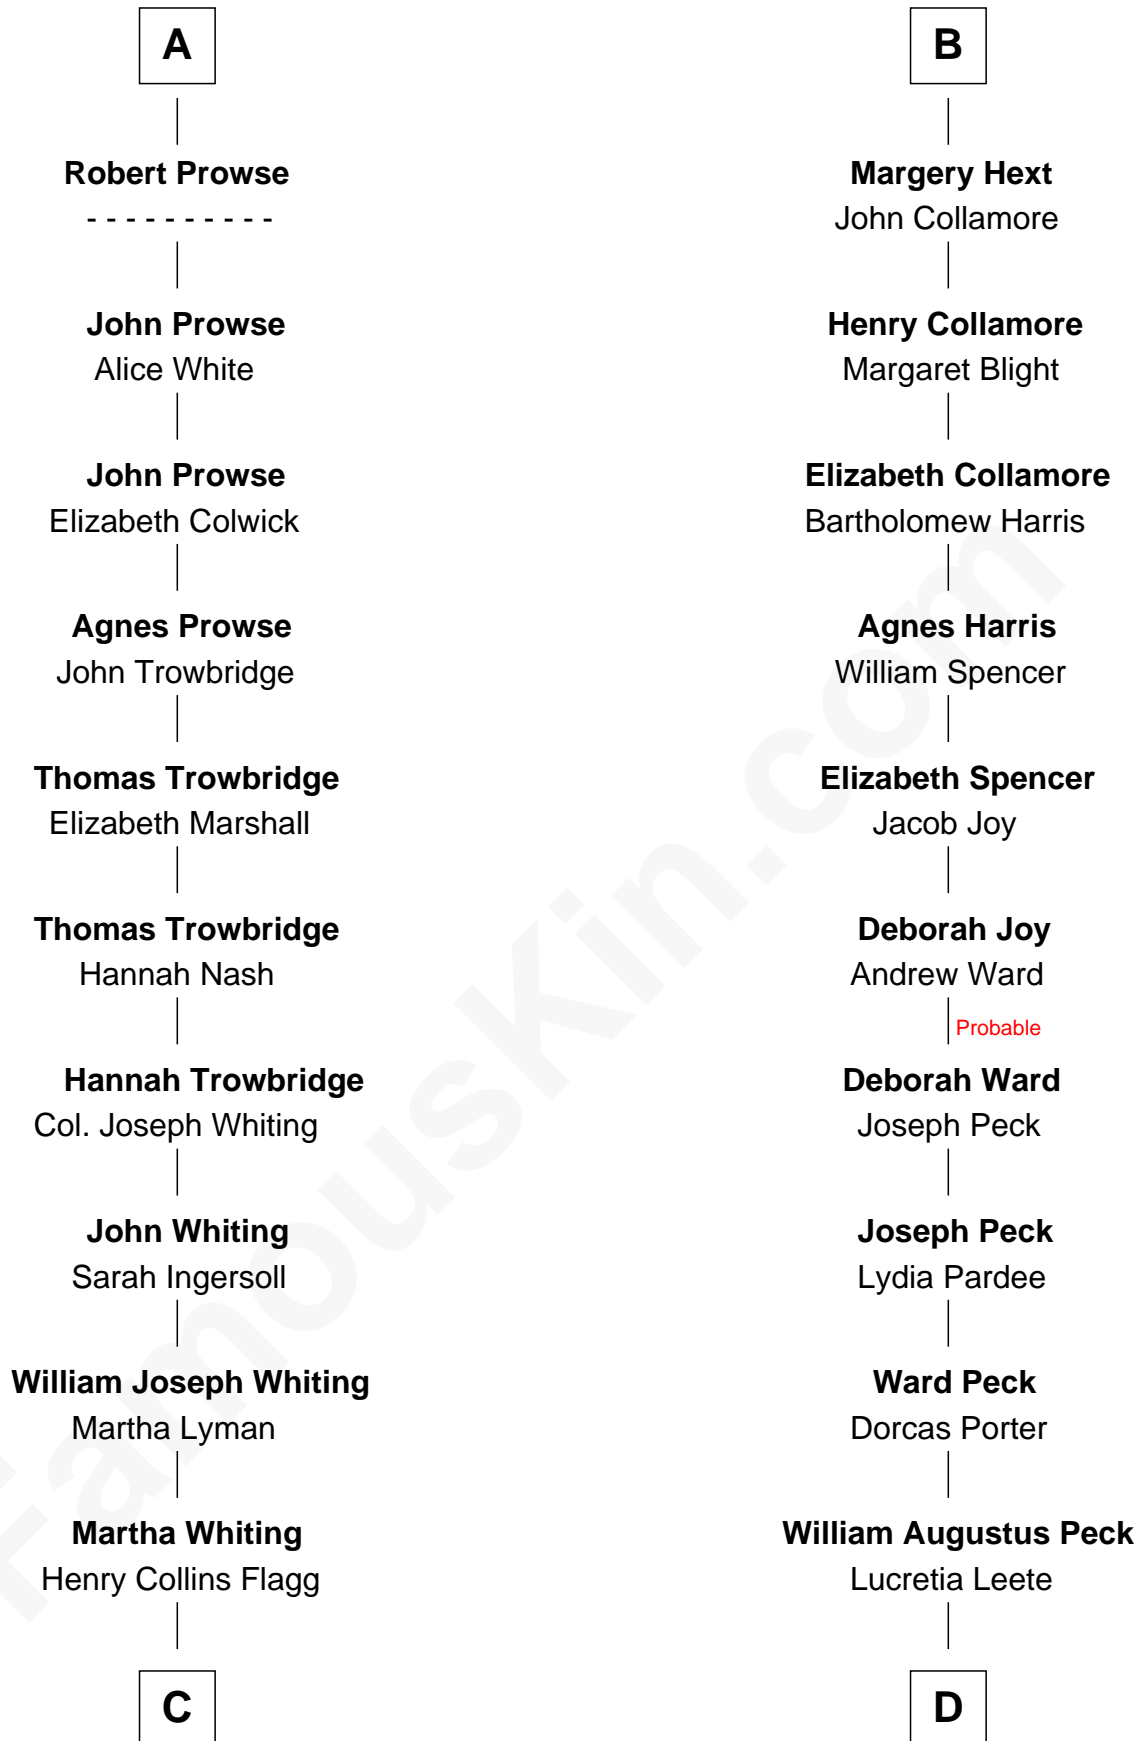 A
Robert Prowse
- - - - - - - - - -
John Prowse
Alice White
John Prowse
Elizabeth Colwick
Agnes Prowse
John Trowbridge
Thomas Trowbridge
Elizabeth Marshall
Thomas Trowbridge
Hannah Nash
Hannah Trowbridge
Col. Joseph Whiting
John Whiting
Sarah Ingersoll
William Joseph Whiting
Martha Lyman
Martha Whiting
Henry Collins Flagg
C
B
Margery Hext
John Collamore
Henry Collamore
Margaret Blight
Elizabeth Collamore
Bartholomew Harris
Agnes Harris
William Spencer
Elizabeth Spencer
Jacob Joy
Deborah Joy
Andrew Ward
Probable
Deborah Ward
Joseph Peck
Joseph Peck
Lydia Pardee
Ward Peck
Dorcas Porter
William Augustus Peck
Lucretia Leete
D
FamousKin.com